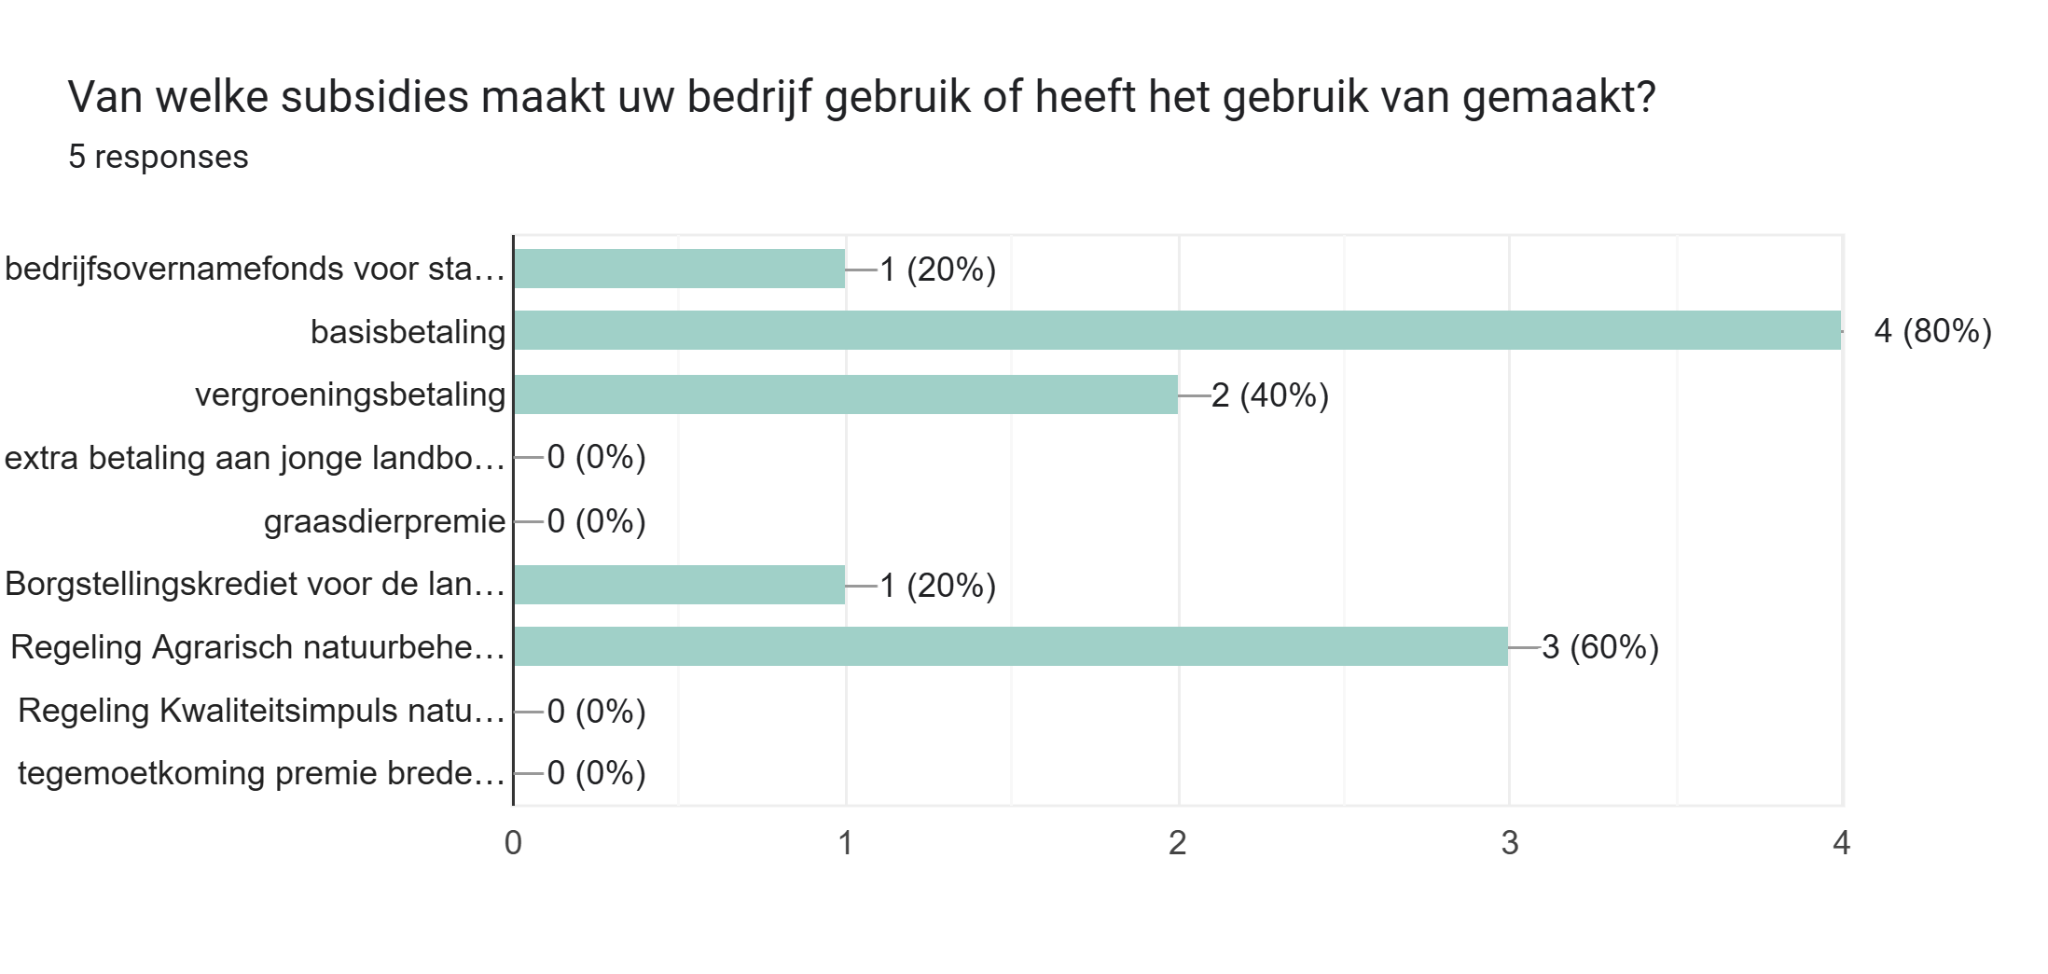 Van welke subsidies maakt uw bedrijf gebruik of heeft het gebruik van gemaakt?
5 responses
bedrijfsovernamefonds voor sta… 1 (20%)
basisbetaling 4 (80%)
vergroeningsbetaling 2 (40%)
extra betaling aan jonge landbo… 0 (0%)
graasdierpremie 0 (0%)
Borgstellingskrediet voor de lan… 1 (20%)
Regeling Agrarisch natuurbehe… 3 (60%)
Regeling Kwaliteitsimpuls natu… 0 (0%)
tegemoetkoming premie brede… 0 (0%)
0 1 2 3 4